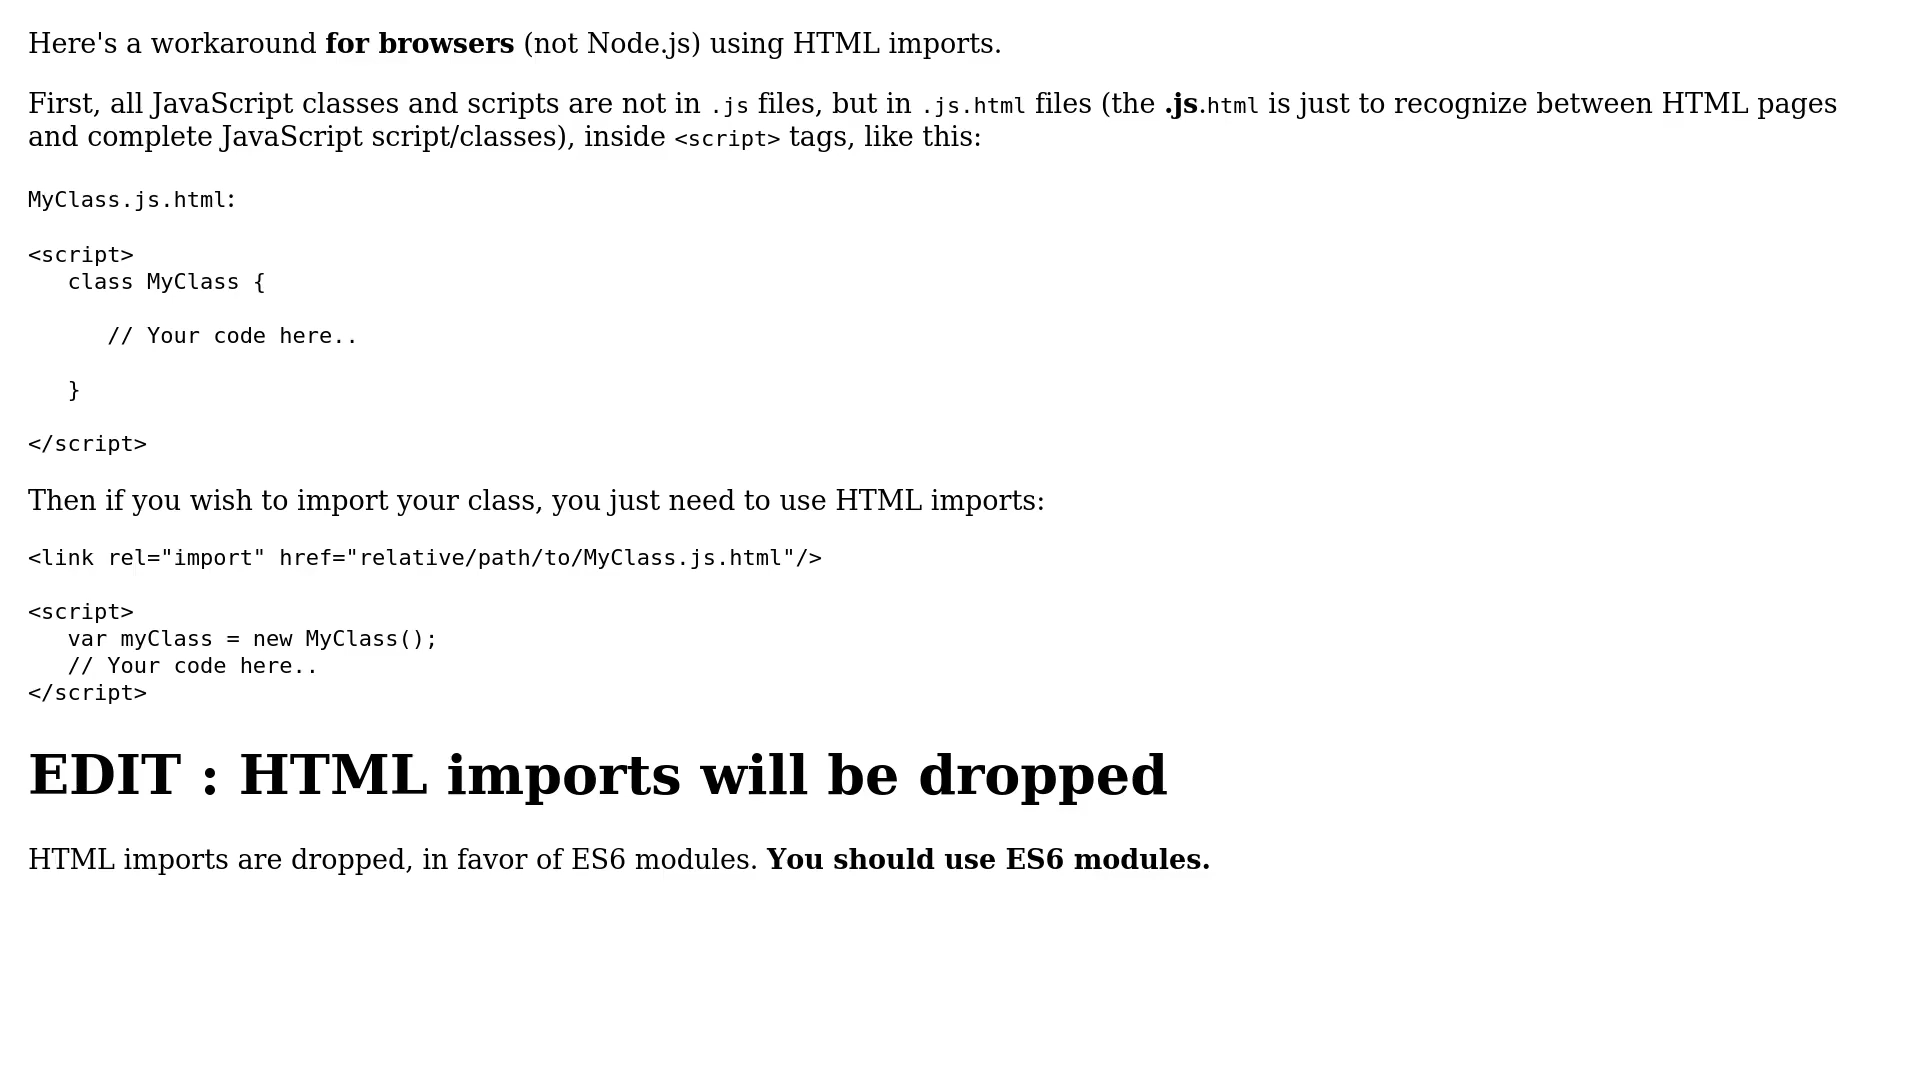 Here's a workaround for browsers (not Node.js) using HTML imports.
First, all JavaScript classes and scripts are not in .js files, but in .js.html files (the .js.html is just to recognize between HTML pages
and complete JavaScript script/classes), inside <script> tags, like this:
MyClass.js.html:
<script>
   class MyClass {
      // Your code here..
   }
</script>
Then if you wish to import your class, you just need to use HTML imports:
<link rel="import" href="relative/path/to/MyClass.js.html"/>
<script>
   var myClass = new MyClass();
   // Your code here..
</script>
EDIT : HTML imports will be dropped
HTML imports are dropped, in favor of ES6 modules. You should use ES6 modules.